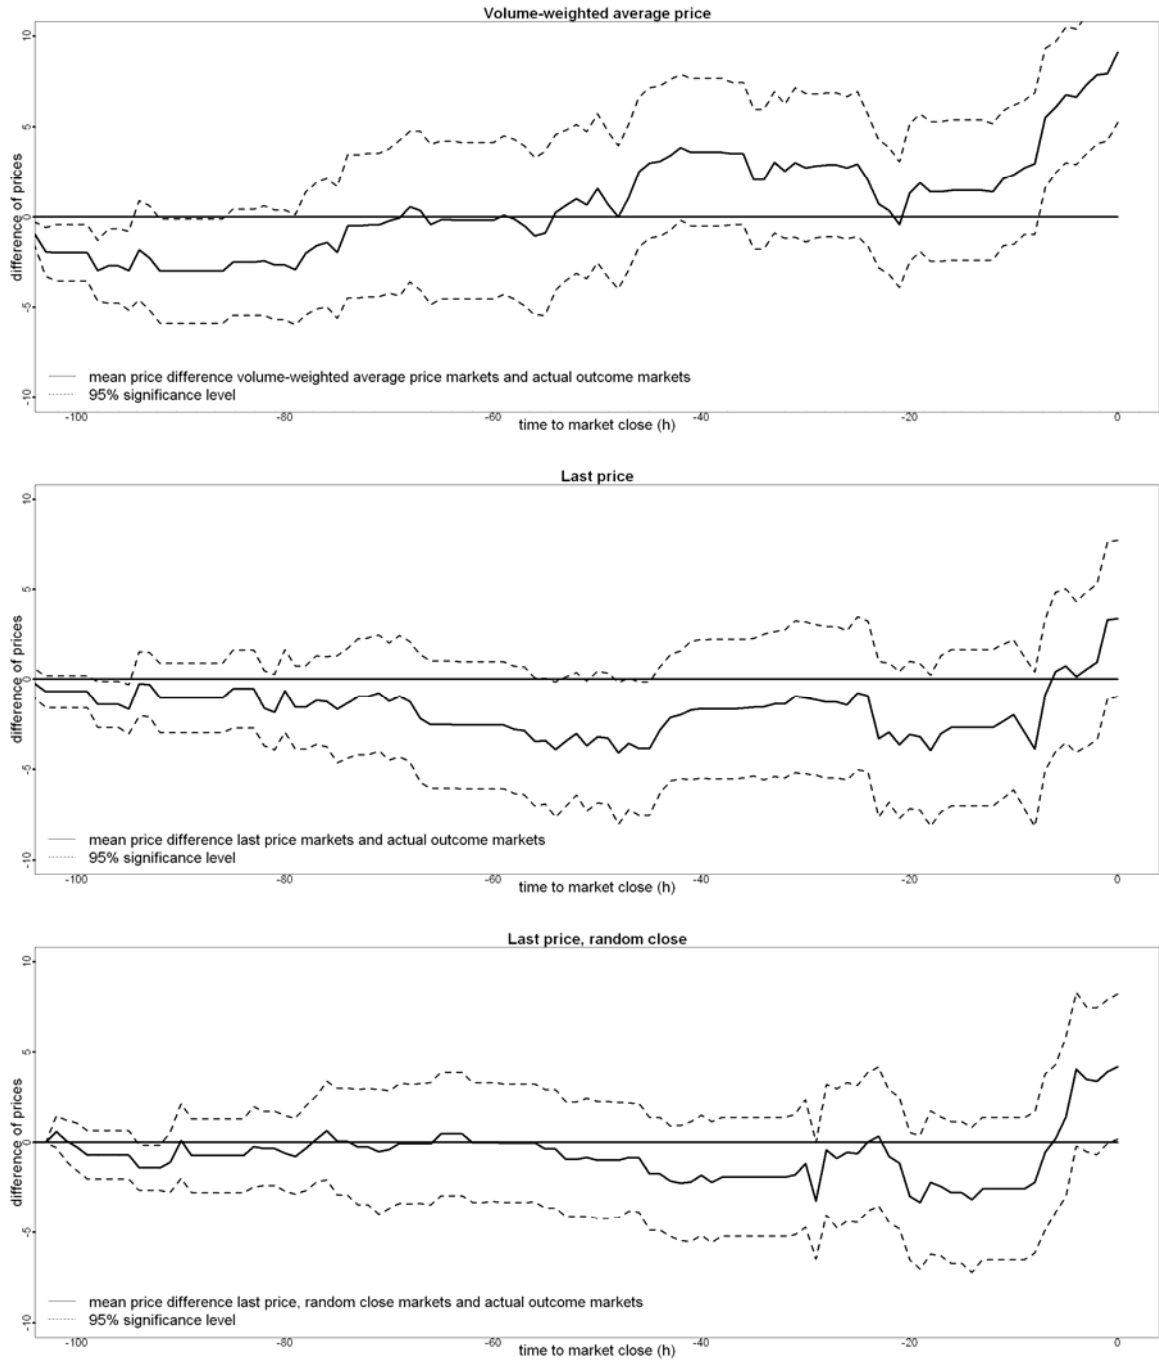 Volume-weighted average price
difference of prices
10
5
0
-5
-10
mean price difference volume-weighted average price markets and actual outcome markets
95% significance level
-100 -80 -60 -40 -20 0
time to market close (h)
Last price
difference of prices
10
5
0
-5
-10
mean price difference last price markets and actual outcome markets
95% significance level
-100 -80 -60 -40 -20 0
time to market close (h)
Last price, random close
difference of prices
10
5
0
-5
-10
mean price difference last price, random close markets and actual outcome markets
95% significance level
-100 -80 -60 -40 -20 0
time to market close (h)